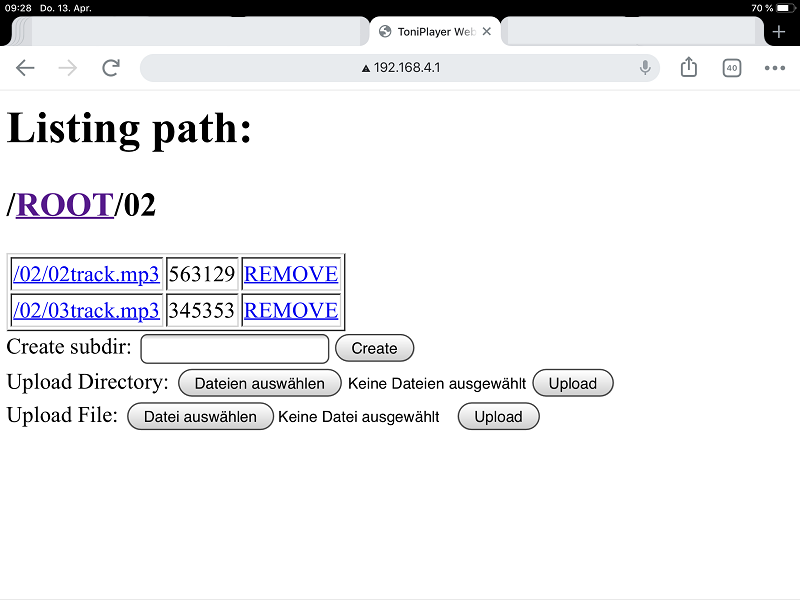 09:28 Do. 13. Apr. 70 %
ToniPlayer Web
192.168.4.1 40
Listing path:
/ROOT/02
/02/02track.mp3 563129 REMOVE
/02/03track.mp3 345353 REMOVE
Create subdir: Create
Upload Directory: Dateien auswählen Keine Dateien ausgewählt Upload
Upload File: Datei auswählen Keine Datei ausgewählt Upload